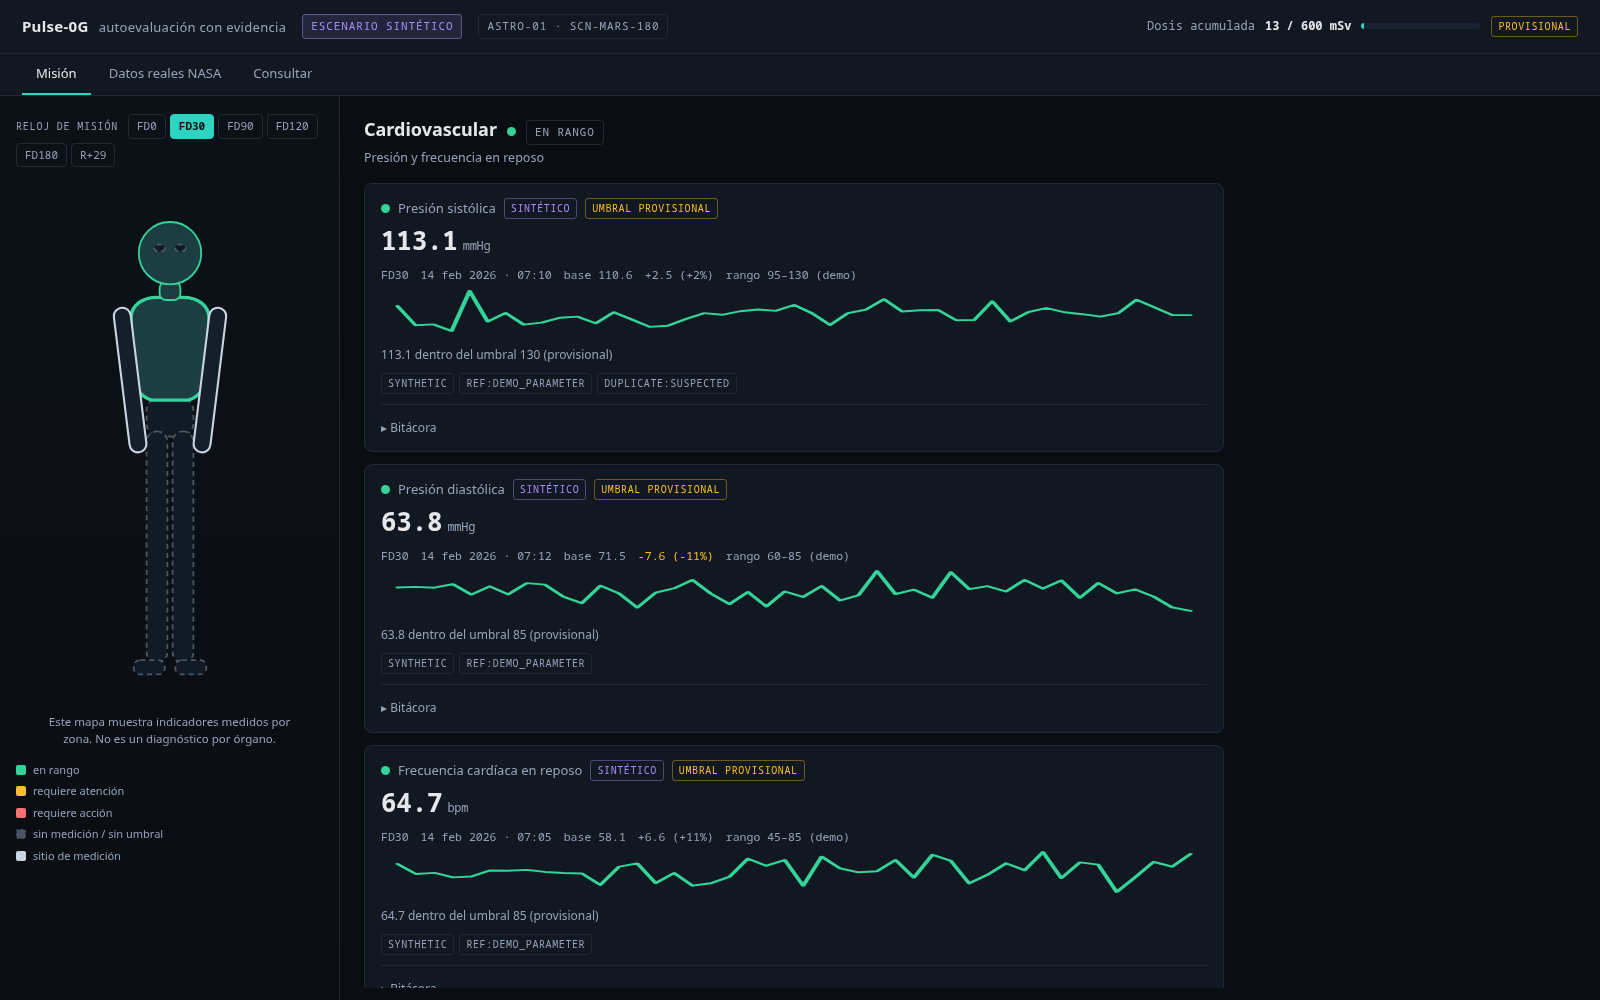 Pulse-0G autoevaluación con evidencia ESCENARIO SINTÉTICO ASTRO-01 · SCN-MARS-180 Dosis acumulada 13 / 600 mSv PROVISIONAL
Misión Datos reales NASA Consultar
RELOJ DE MISIÓN FD0 FD30 FD90 FD120
FD180 R+29
Este mapa muestra indicadores medidos por
zona. No es un diagnóstico por órgano.
en rango
requiere atención
requiere acción
sin medición / sin umbral
sitio de medición
Cardiovascular EN RANGO
Presión y frecuencia en reposo
Presión sistólica SINTÉTICO UMBRAL PROVISIONAL
113.1 mmHg
FD30 14 feb 2026 · 07:10 base 110.6 +2.5 (+2%) rango 95–130 (demo)
113.1 dentro del umbral 130 (provisional)
SYNTHETIC REF:DEMO_PARAMETER DUPLICATE:SUSPECTED
▸ Bitácora
Presión diastólica SINTÉTICO UMBRAL PROVISIONAL
63.8 mmHg
FD30 14 feb 2026 · 07:12 base 71.5 -7.6 (-11%) rango 60–85 (demo)
63.8 dentro del umbral 85 (provisional)
SYNTHETIC REF:DEMO_PARAMETER
▸ Bitácora
Frecuencia cardíaca en reposo SINTÉTICO UMBRAL PROVISIONAL
64.7 bpm
FD30 14 feb 2026 · 07:05 base 58.1 +6.6 (+11%) rango 45–85 (demo)
64.7 dentro del umbral 85 (provisional)
SYNTHETIC REF:DEMO_PARAMETER
▸ Bitácora